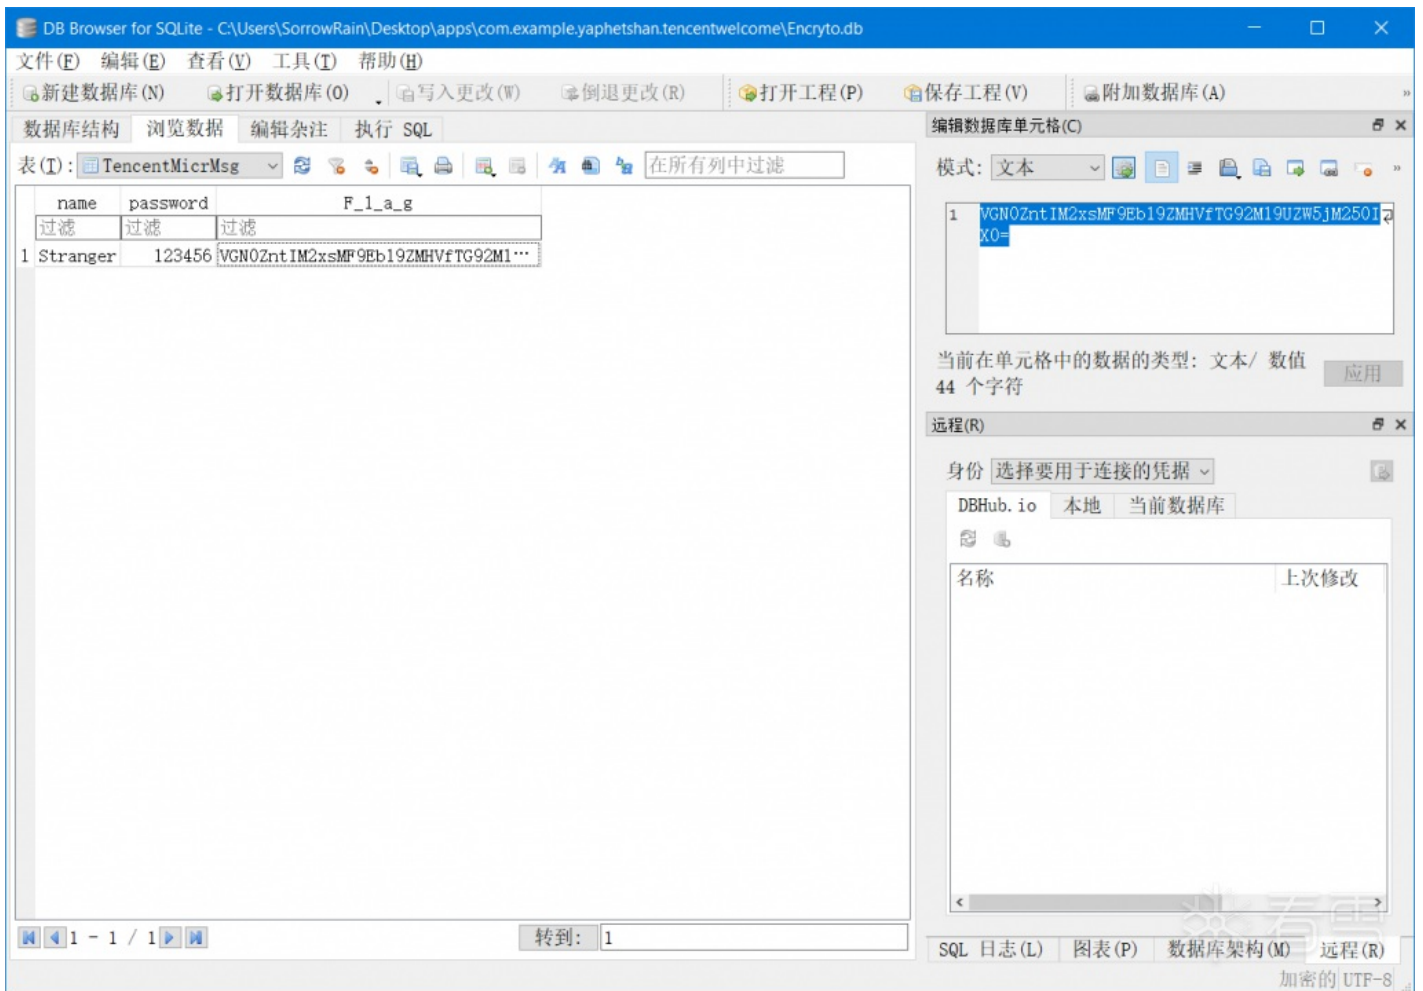 DB Browser for SQLite - C:\Users\SorrowRain\Desktop\apps\com.example.yaphetshan.tencentwelcome\Encryto.db
文件(F) 编辑(E) 查看(V) 工具(T) 帮助(H)
新建数据库(N) 打开数据库(O) 写入更改(W) 倒退更改(R) 打开工程(P) 保存工程(V) 附加数据库(A) »
数据库结构 浏览数据 编辑杂注 执行 SQL
表(T): TencentMicrMsg 在所有列中过滤
name password F_l_a_g
过滤 过滤 过滤
1 Stranger 123456 VGN0ZntIM2xsMF9Eb19ZMHVfTG92M1···
1 - 1 / 1 转到: 1
编辑数据库单元格(C)
模式: 文本 »
1 VGN0ZntIM2xsMF9Eb19ZMHVfTG92M19UZW5jM250I
X0=
当前在单元格中的数据的类型: 文本/ 数值
44 个字符
应用
远程(R)
身份 选择要用于连接的凭据
DBHub.io 本地 当前数据库
名称 上次修改
看雪
SQL 日志(L) 图表(P) 数据库架构(M) 远程(R)
加密的 UTF-8